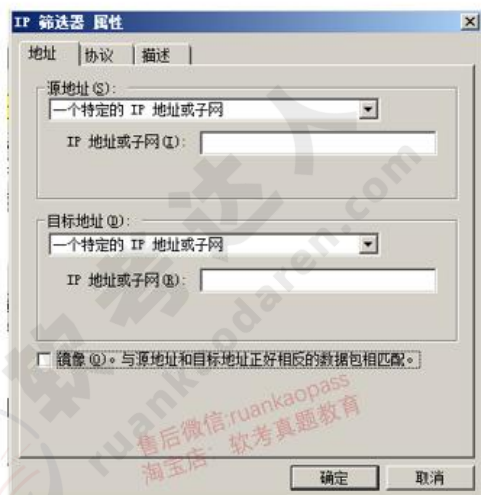 IP 筛选器 属性
地址 协议 描述
源地址(S):
一个特定的 IP 地址或子网
IP 地址或子网(I):
目标地址(D):
一个特定的 IP 地址或子网
IP 地址或子网(R):
镜像(O)。与源地址和目标地址正好相反的数据包相匹配。
确定 取消
软考达人
ruankaodaren.com
售后微信:ruankaopass
淘宝店: 软考真题教育